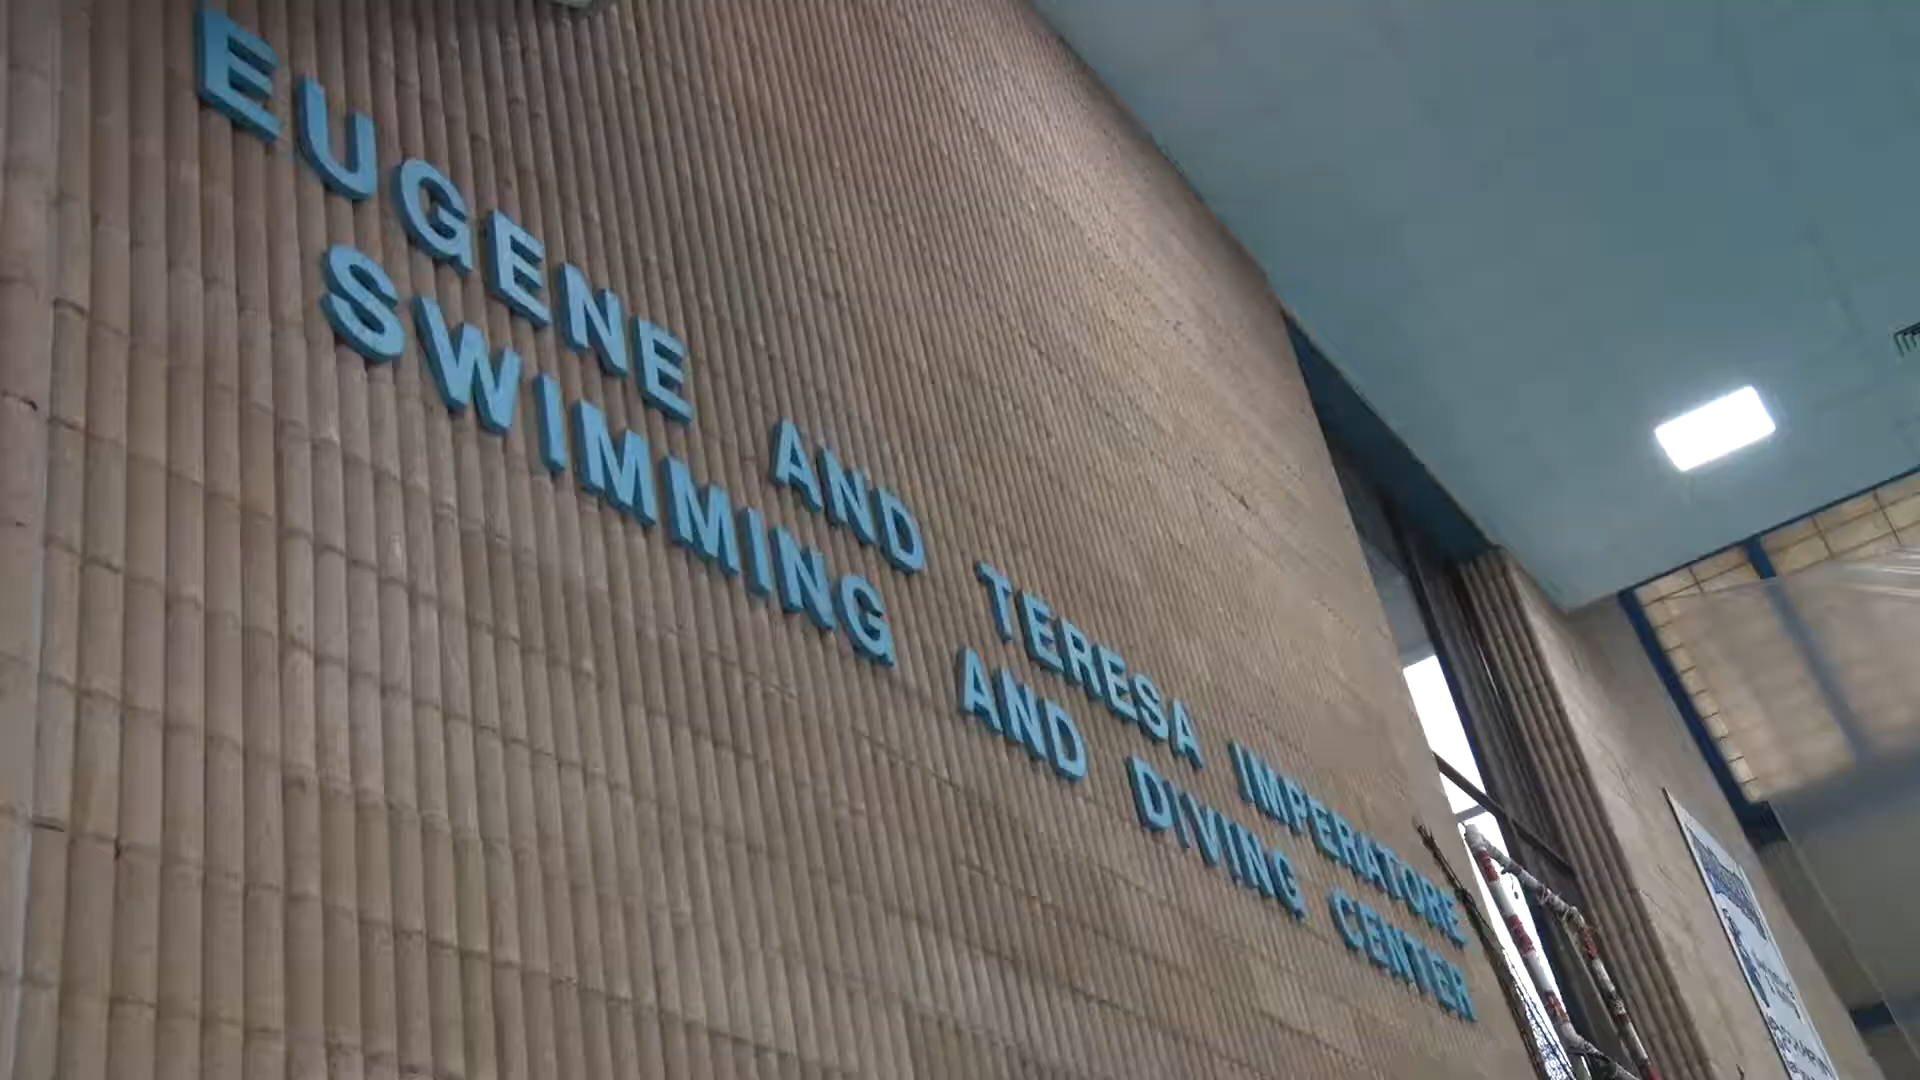 EUGENE AND TERESA IMPERATORE
SWIMMING AND DIVING CENTER